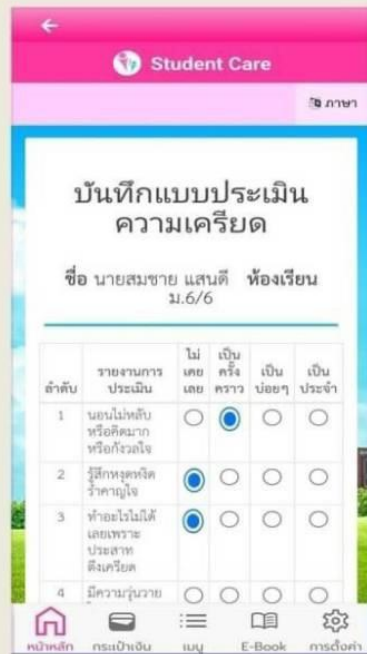 Student Care
ภาษา
บันทึกแบบประเมิน
ความเครียด
ชื่อ นายสมชาย แสนดี ห้องเรียน
ม.6/6
ลำดับ รายงานการประเมิน ไม่เคยเลย เป็นครั้งคราว เป็นบ่อยๆ เป็นประจำ
1 นอนไม่หลับ
หรือคิดมาก
หรือกังวลใจ
2 รู้สึกหงุดหงิด
รำคาญใจ
3 ทำอะไรไม่ได้
เลยเพราะ
ประสาท
ตึงเครียด
4 มีความวุ่นวาย
หน้าหลัก กระเป๋าเงิน เมนู E-Book การตั้งค่า